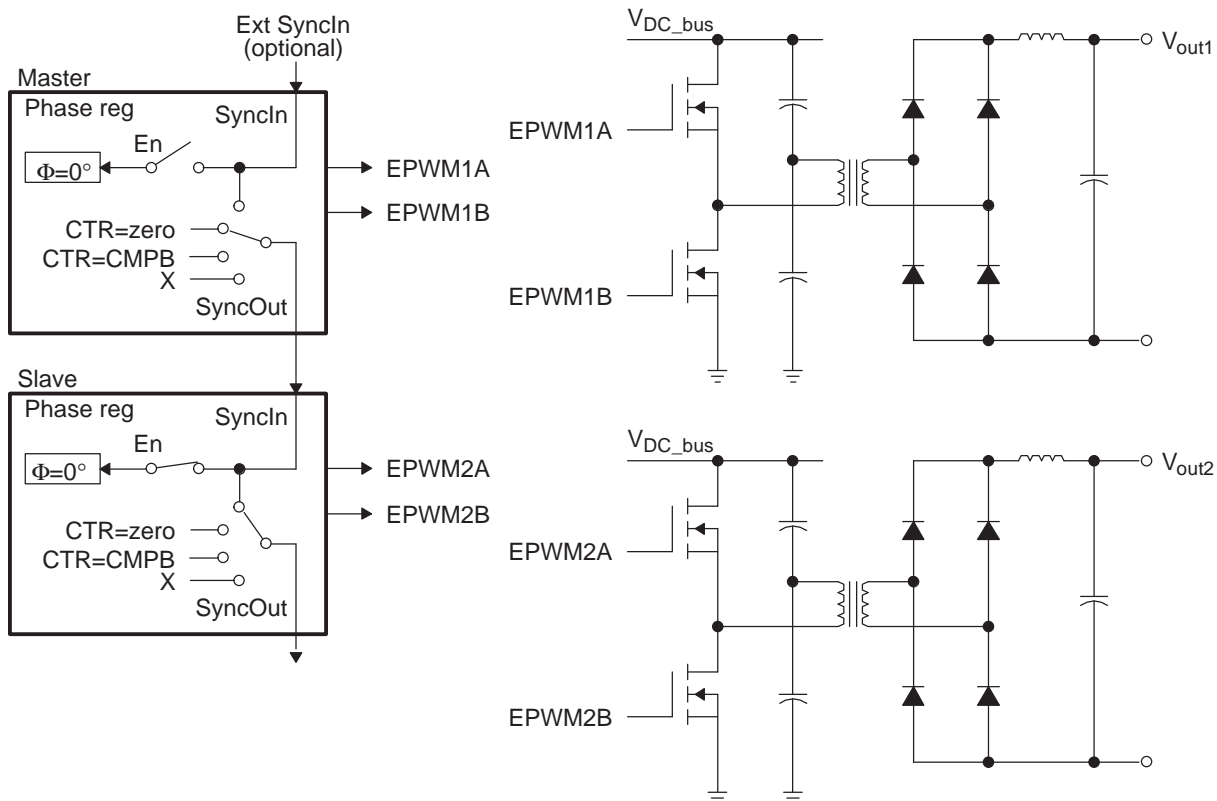 Ext SyncIn
(optional)
Master
Phase reg
SyncIn
En
Φ=0°
EPWM1A
EPWM1B
CTR=zero
CTR=CMPB
X
SyncOut
Slave
Phase reg
SyncIn
En
Φ=0°
EPWM2A
EPWM2B
CTR=zero
CTR=CMPB
X
SyncOut
VDC_bus
Vout1
EPWM1A
EPWM1B
VDC_bus
Vout2
EPWM2A
EPWM2B